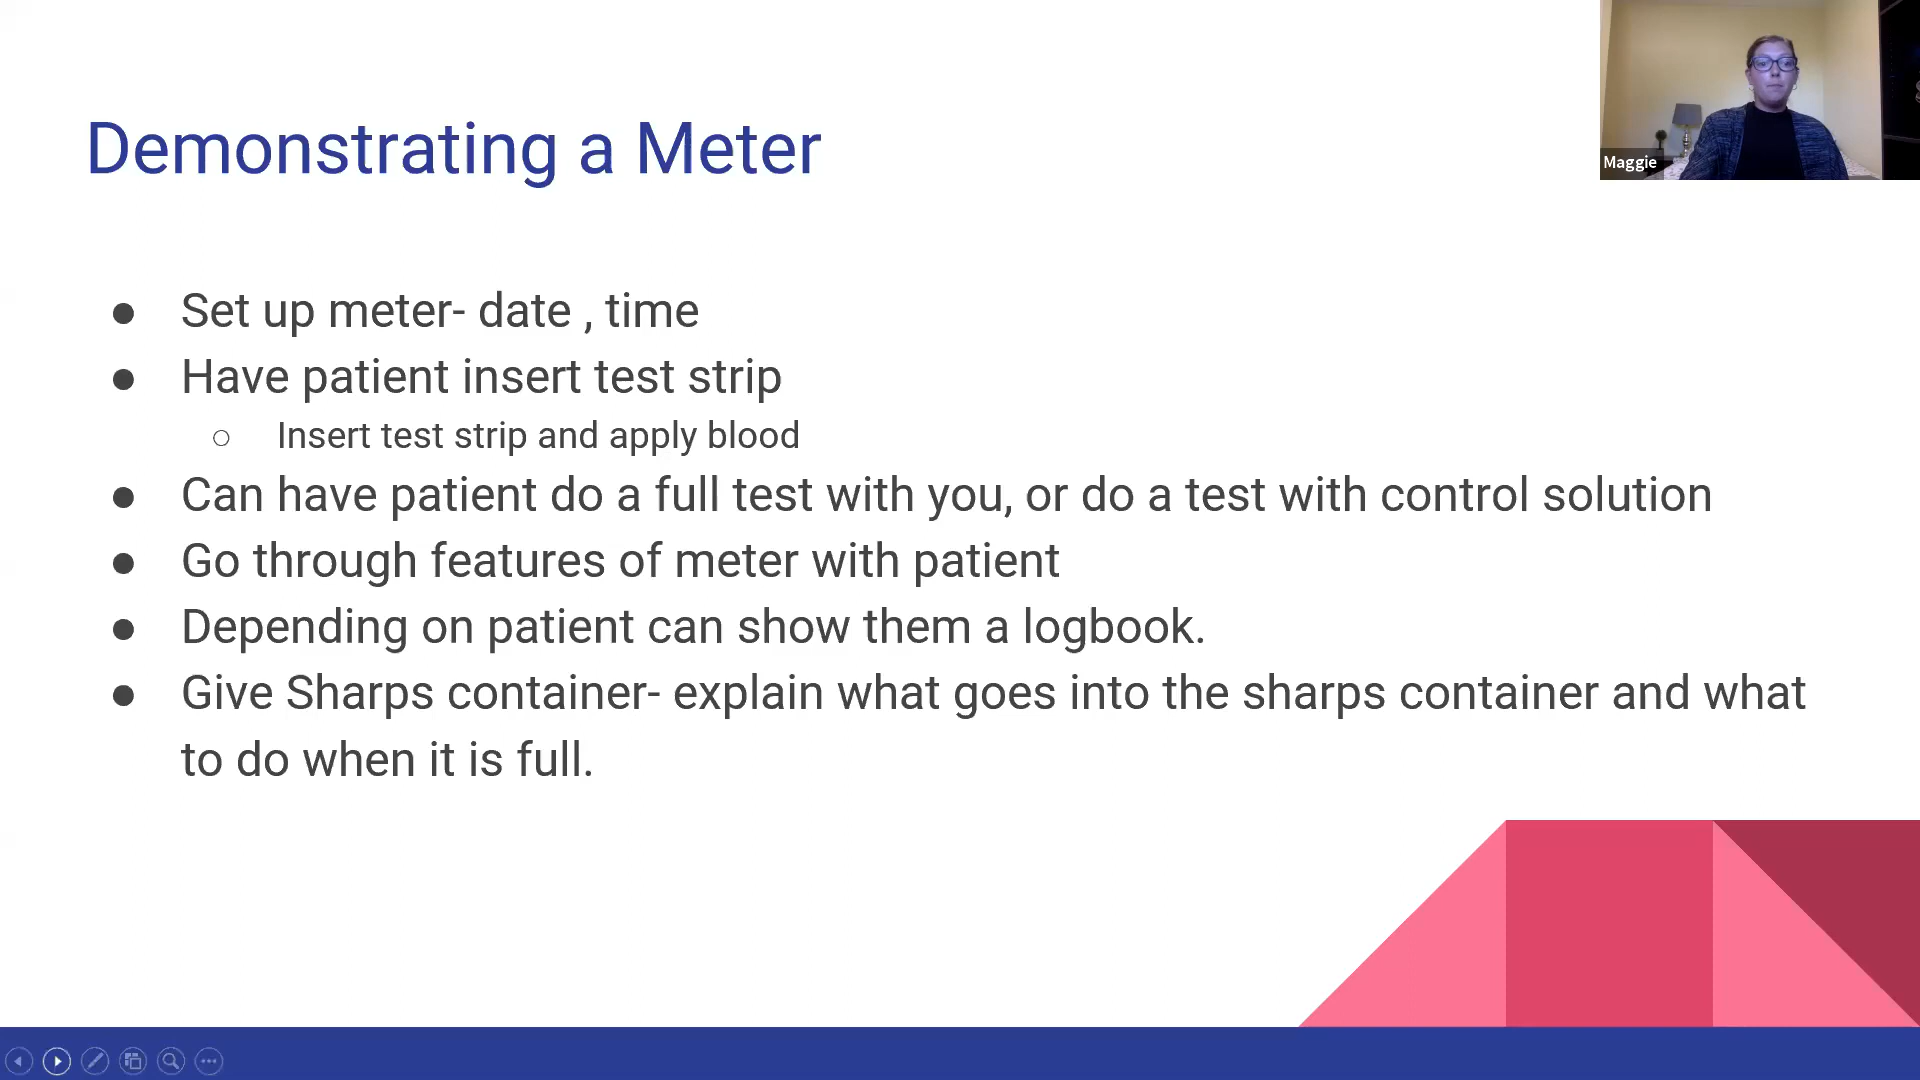 Maggie
Demonstrating a Meter
Set up meter- date , time
Have patient insert test strip
Insert test strip and apply blood
Can have patient do a full test with you, or do a test with control solution
Go through features of meter with patient
Depending on patient can show them a logbook.
Give Sharps container- explain what goes into the sharps container and what
to do when it is full.